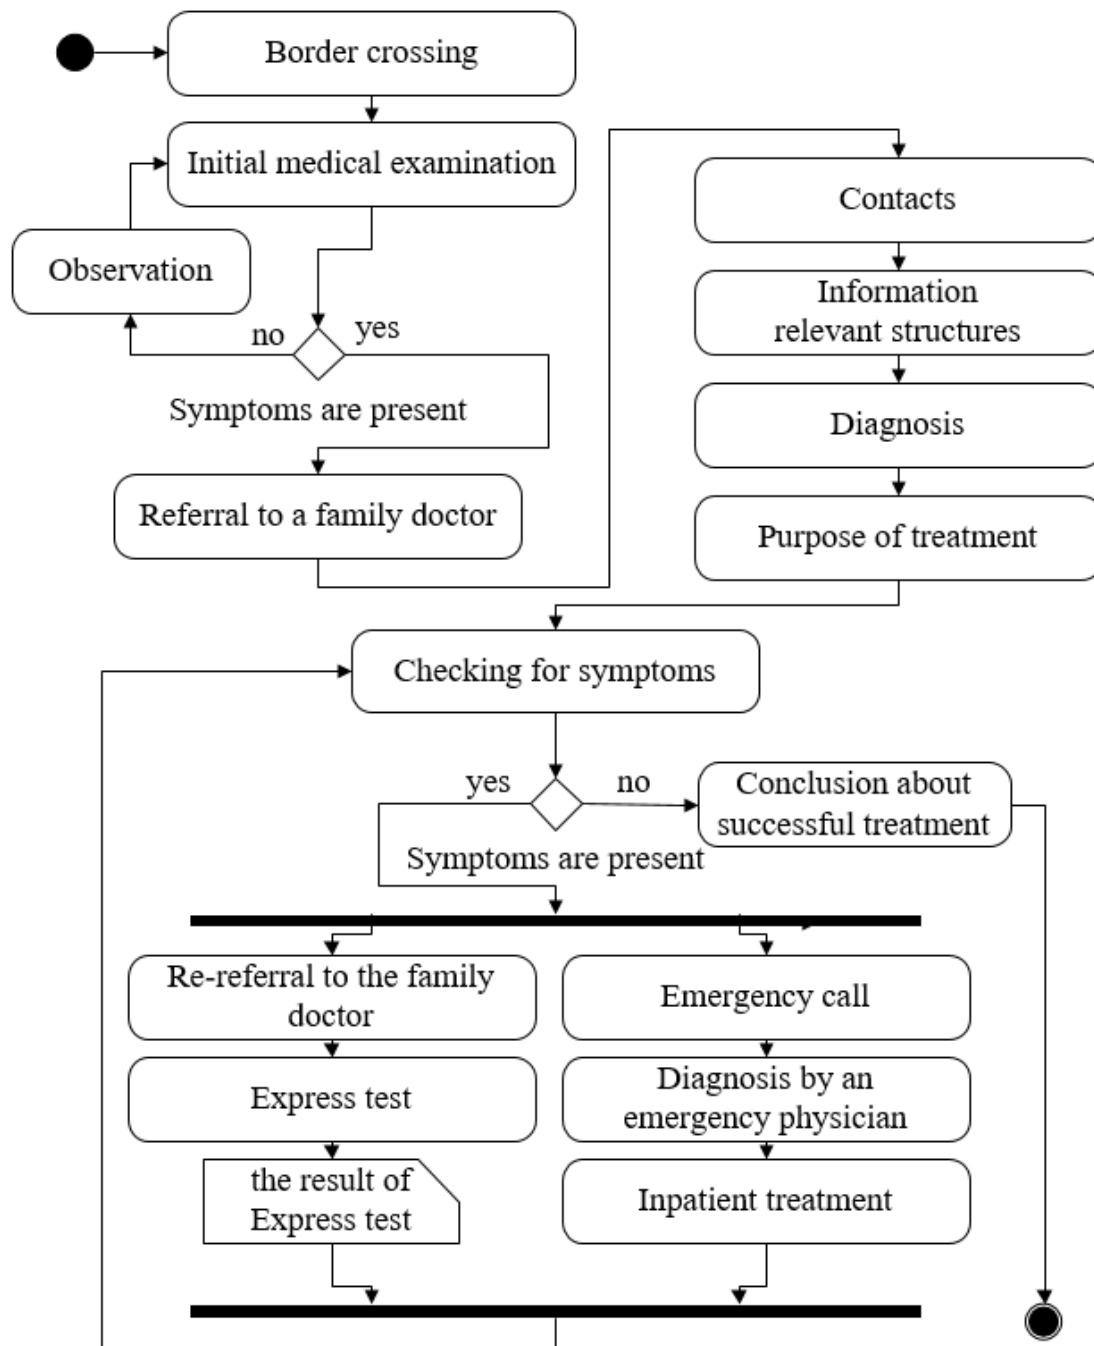 Border crossing
Initial medical examination
Observation
no
yes
Symptoms are present
Referral to a family doctor
Contacts
Information
relevant structures
Diagnosis
Purpose of treatment
Checking for symptoms
yes
no
Conclusion about
successful treatment
Symptoms are present
Re-referral to the family
doctor
Express test
the result of
Express test
Emergency call
Diagnosis by an
emergency physician
Inpatient treatment